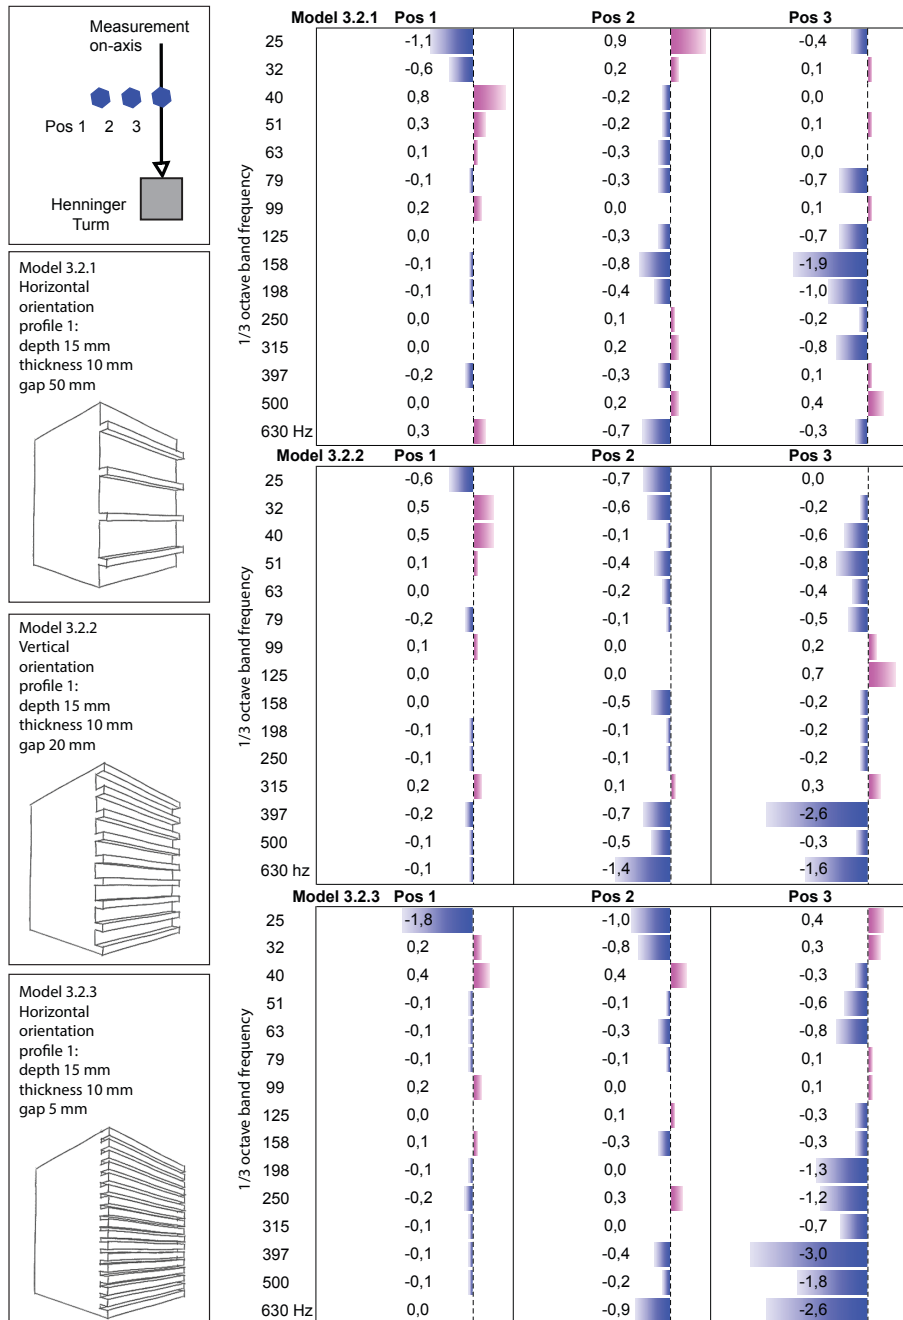 Measurement
on-axis
Pos 1 2 3
Henninger
Turm
Model 3.2.1
Horizontal
orientation
profile 1:
depth 15 mm
thickness 10 mm
gap 50 mm
Model 3.2.2
Vertical
orientation
profile 1:
depth 15 mm
thickness 10 mm
gap 20 mm
Model 3.2.3
Horizontal
orientation
profile 1:
depth 15 mm
thickness 10 mm
gap 5 mm
Model 3.2.1 Pos 1 Pos 2 Pos 3
1/3 octave band frequency
25 -1,1 0,9 -0,4
32 -0,6 0,2 0,1
40 0,8 -0,2 0,0
51 0,3 -0,2 0,1
63 0,1 -0,3 0,0
79 -0,1 -0,3 -0,7
99 0,2 0,0 0,1
125 0,0 -0,3 -0,7
158 -0,1 -0,8 -1,9
198 -0,1 -0,4 -1,0
250 0,0 0,1 -0,2
315 0,0 0,2 -0,8
397 -0,2 -0,3 0,1
500 0,0 0,2 0,4
630 Hz 0,3 -0,7 -0,3
Model 3.2.2 Pos 1 Pos 2 Pos 3
1/3 octave band frequency
25 -0,6 -0,7 0,0
32 0,5 -0,6 -0,2
40 0,5 -0,1 -0,6
51 0,1 -0,4 -0,8
63 0,0 -0,2 -0,4
79 -0,2 -0,1 -0,5
99 0,1 0,0 0,2
125 0,0 0,0 0,7
158 0,0 -0,5 -0,2
198 -0,1 -0,1 -0,2
250 -0,1 -0,1 -0,2
315 0,2 0,1 0,3
397 -0,2 -0,7 -2,6
500 -0,1 -0,5 -0,3
630 hz -0,1 -1,4 -1,6
Model 3.2.3 Pos 1 Pos 2 Pos 3
1/3 octave band frequency
25 -1,8 -1,0 0,4
32 0,2 -0,8 0,3
40 0,4 0,4 -0,3
51 -0,1 -0,1 -0,6
63 -0,1 -0,3 -0,8
79 -0,1 -0,1 0,1
99 0,2 0,0 0,1
125 0,0 0,1 -0,3
158 0,1 -0,3 -0,3
198 -0,1 0,0 -1,3
250 -0,2 0,3 -1,2
315 -0,1 0,0 -0,7
397 -0,1 -0,4 -3,0
500 -0,1 -0,2 -1,8
630 Hz 0,0 -0,9 -2,6